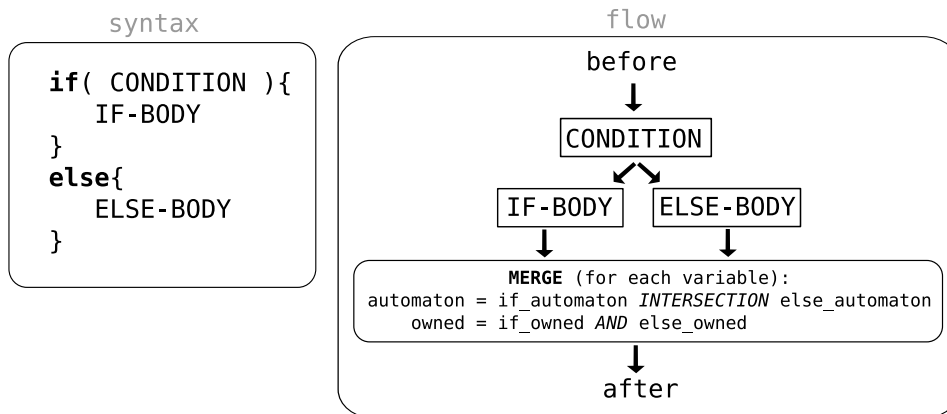 syntax
if( CONDITION ){
IF-BODY
}
else{
ELSE-BODY
}
flow
before
CONDITION
IF-BODY
ELSE-BODY
MERGE (for each variable):
automaton = if_automaton INTERSECTION else_automaton
owned = if_owned AND else_owned
after